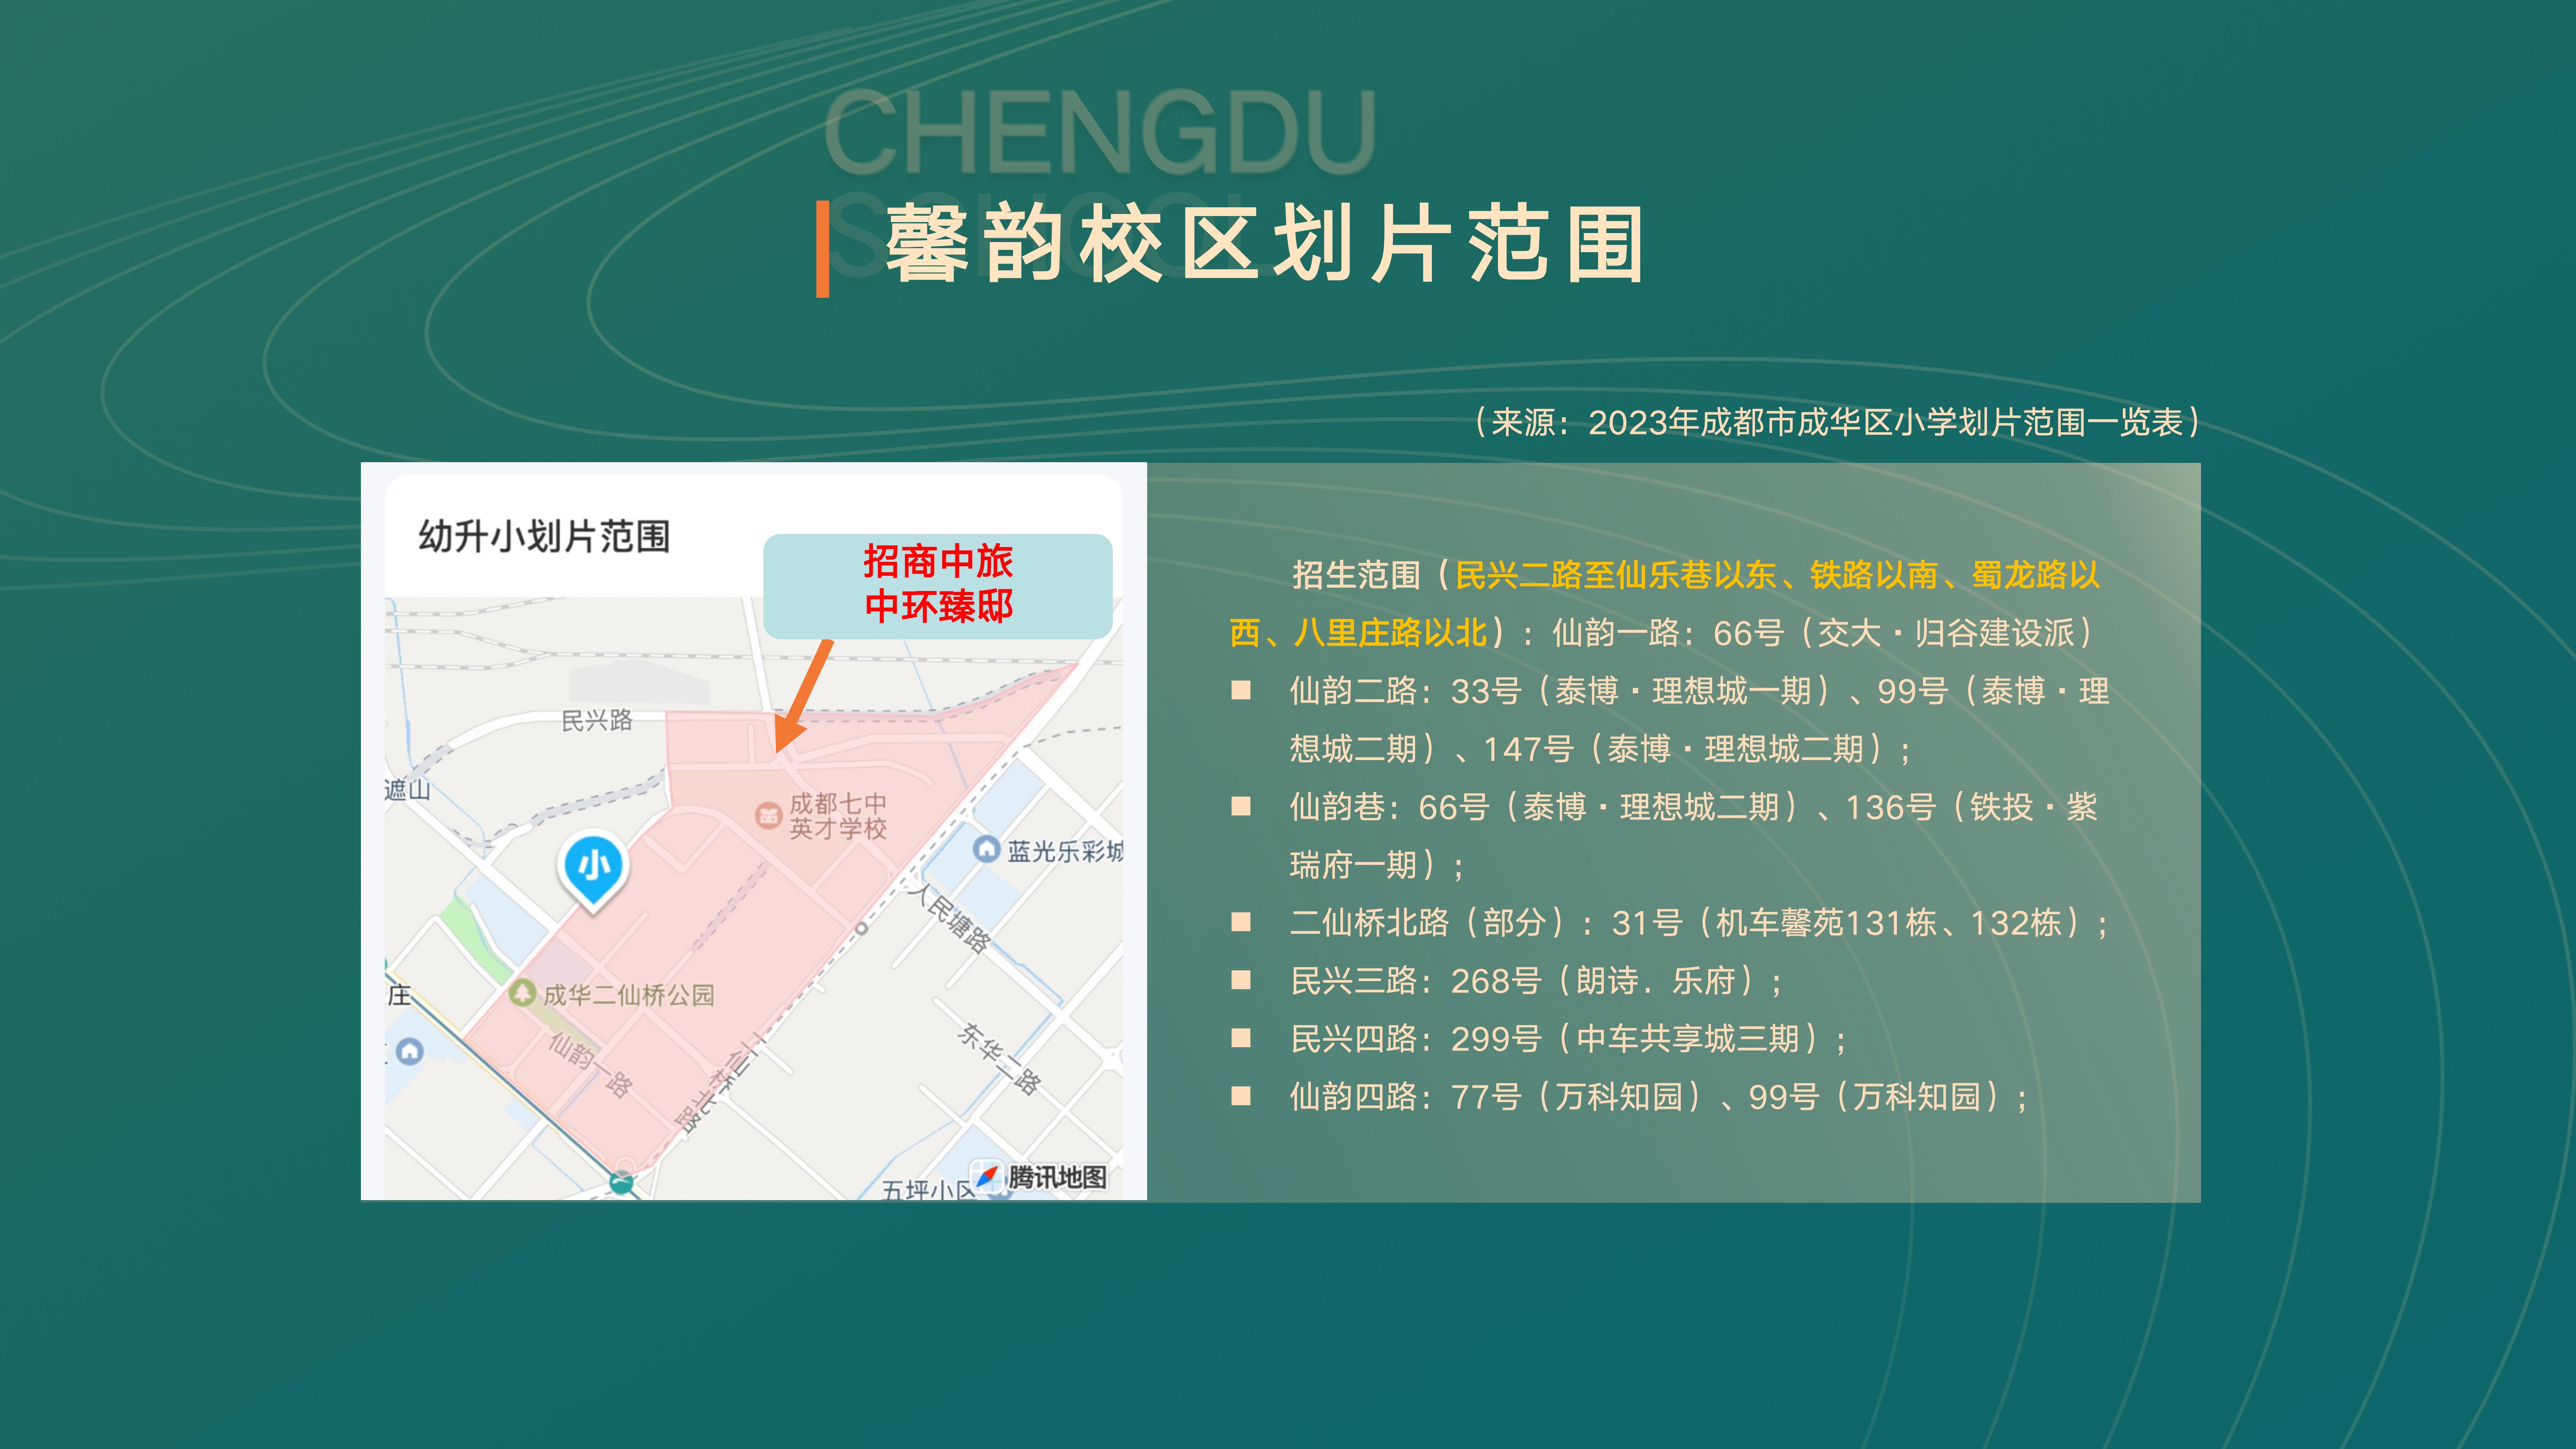 CHENGDU
SCHOOL
馨韵校区划片范围
（来源：2023年成都市成华区小学划片范围一览表）
幼升小划片范围
招商中旅
中环臻邸
民兴路
遮山
成都七中
英才学校
小
蓝光乐彩城
人民塘路
庄
成华二仙桥公园
仙韵一路
二仙桥北路
东华二路
五坪小区
腾讯地图
招生范围（民兴二路至仙乐巷以东、铁路以南、蜀龙路以
西、八里庄路以北）：仙韵一路：66号（交大·归谷建设派）
■ 仙韵二路：33号（泰博·理想城一期）、99号（泰博·理
想城二期）、147号（泰博·理想城二期）；
■ 仙韵巷：66号（泰博·理想城二期）、136号（铁投·紫
瑞府一期）；
■ 二仙桥北路（部分）：31号（机车馨苑131栋、132栋）；
■ 民兴三路：268号（朗诗．乐府）；
■ 民兴四路：299号（中车共享城三期）；
■ 仙韵四路：77号（万科知园）、99号（万科知园）；